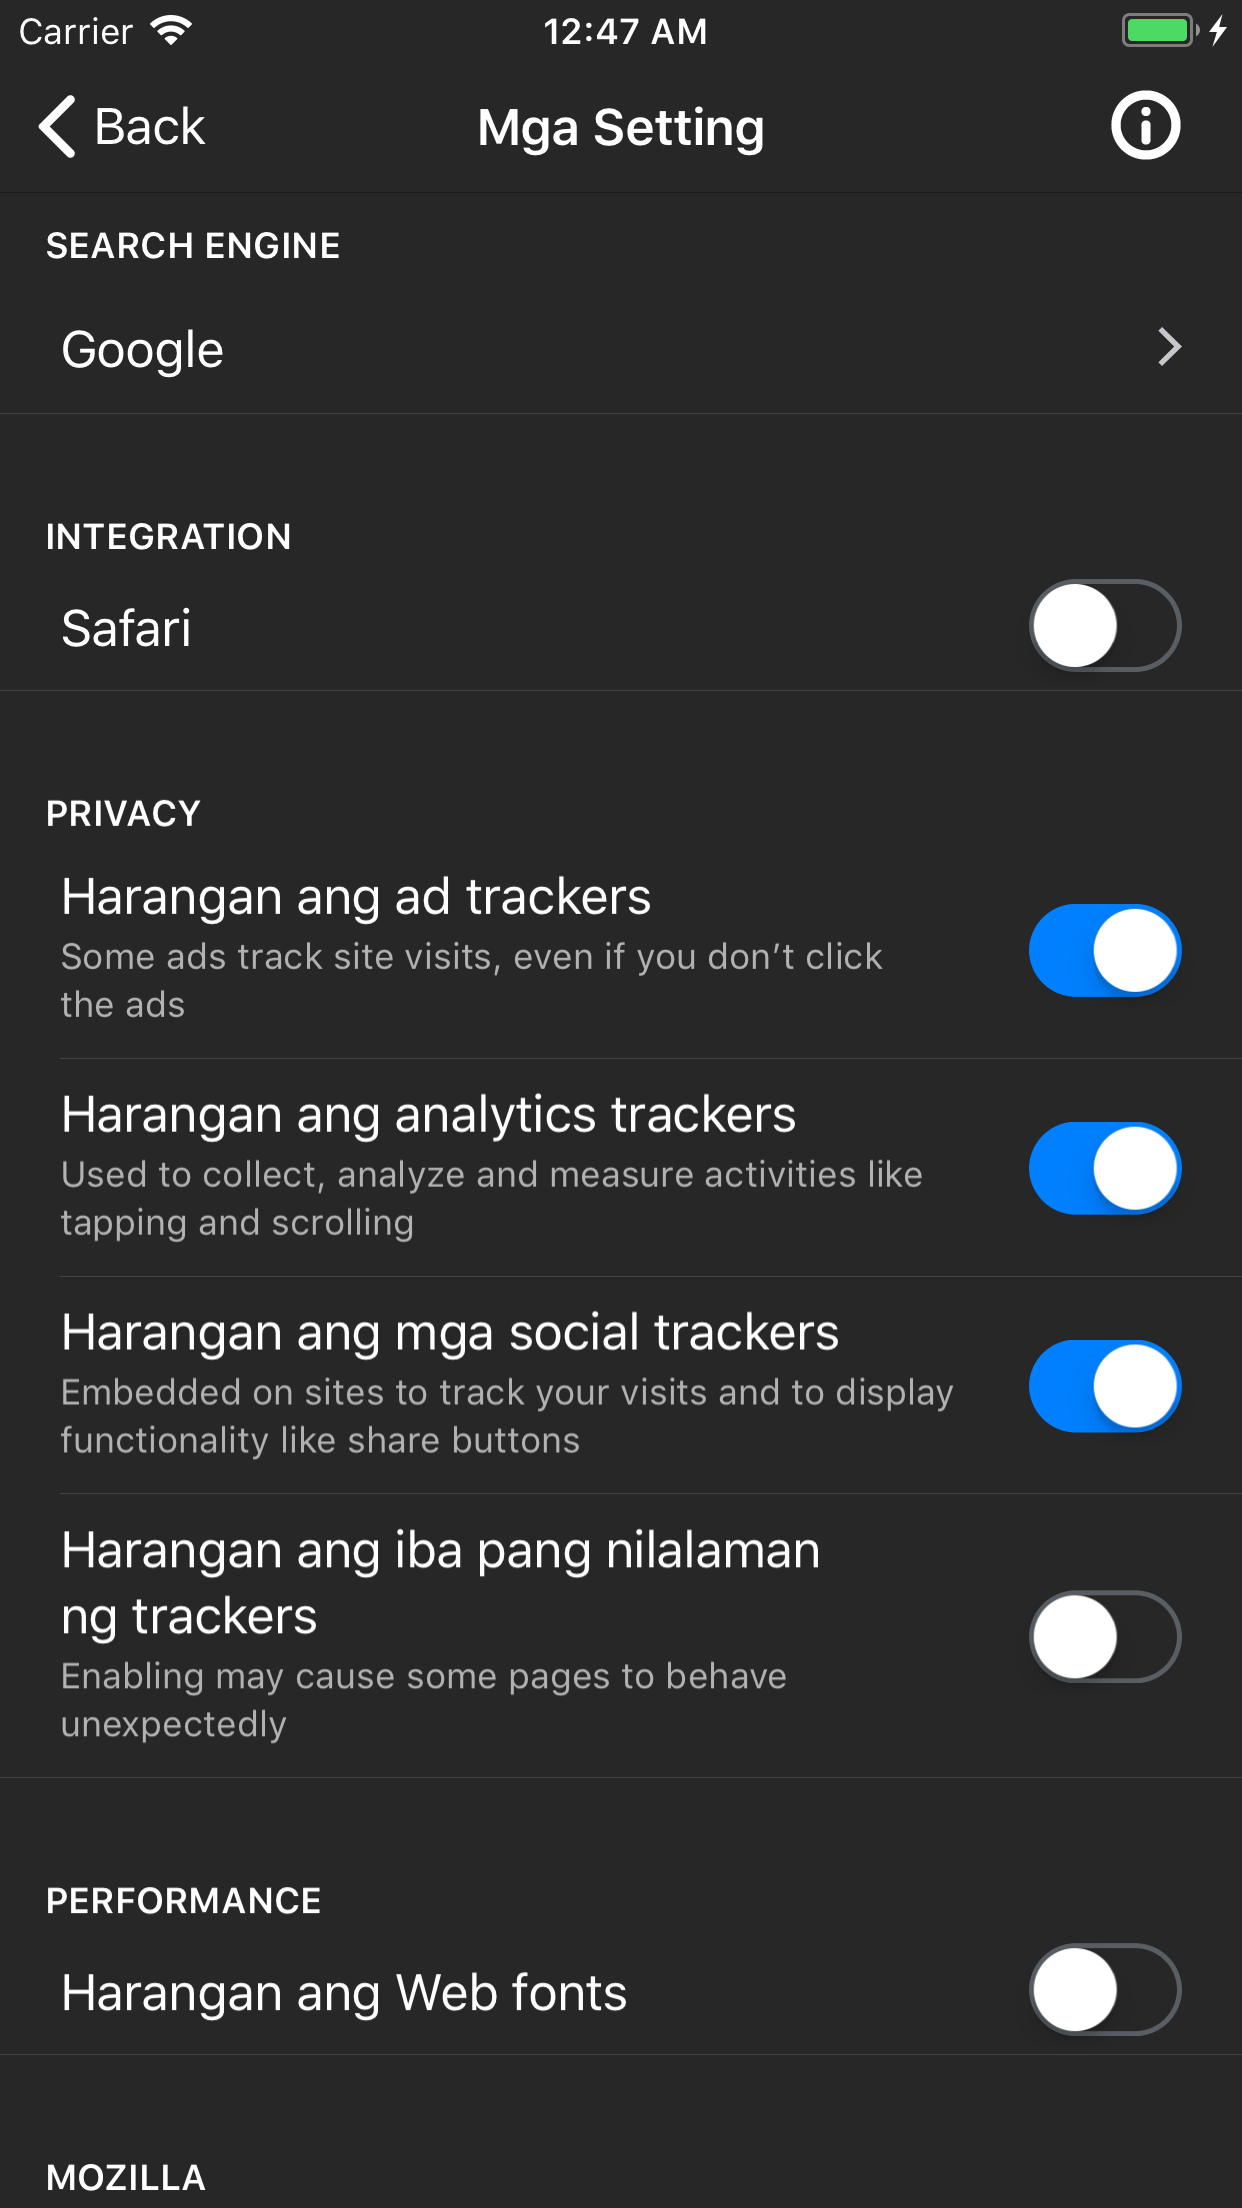 Carrier 12:47 AM
Back Mga Setting
SEARCH ENGINE
Google
INTEGRATION
Safari
PRIVACY
Harangan ang ad trackers
Some ads track site visits, even if you don’t click
the ads
Harangan ang analytics trackers
Used to collect, analyze and measure activities like
tapping and scrolling
Harangan ang mga social trackers
Embedded on sites to track your visits and to display
functionality like share buttons
Harangan ang iba pang nilalaman
ng trackers
Enabling may cause some pages to behave
unexpectedly
PERFORMANCE
Harangan ang Web fonts
MOZILLA